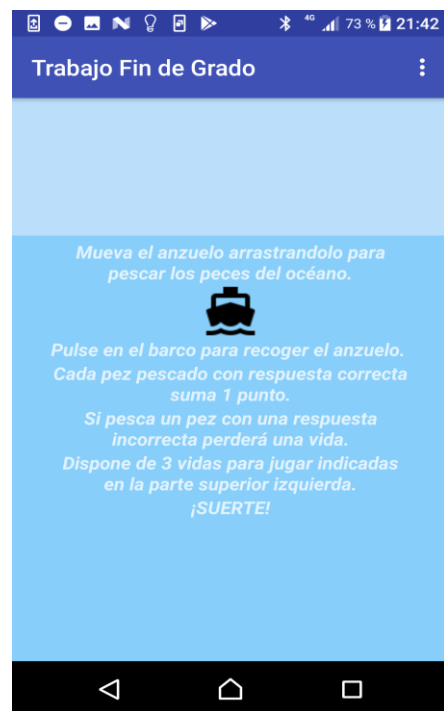 4G 73 % 21:42
Trabajo Fin de Grado
Mueva el anzuelo arrastrandolo para
pescar los peces del océano.
Pulse en el barco para recoger el anzuelo.
Cada pez pescado con respuesta correcta
suma 1 punto.
Si pesca un pez con una respuesta
incorrecta perderá una vida.
Dispone de 3 vidas para jugar indicadas
en la parte superior izquierda.
¡SUERTE!